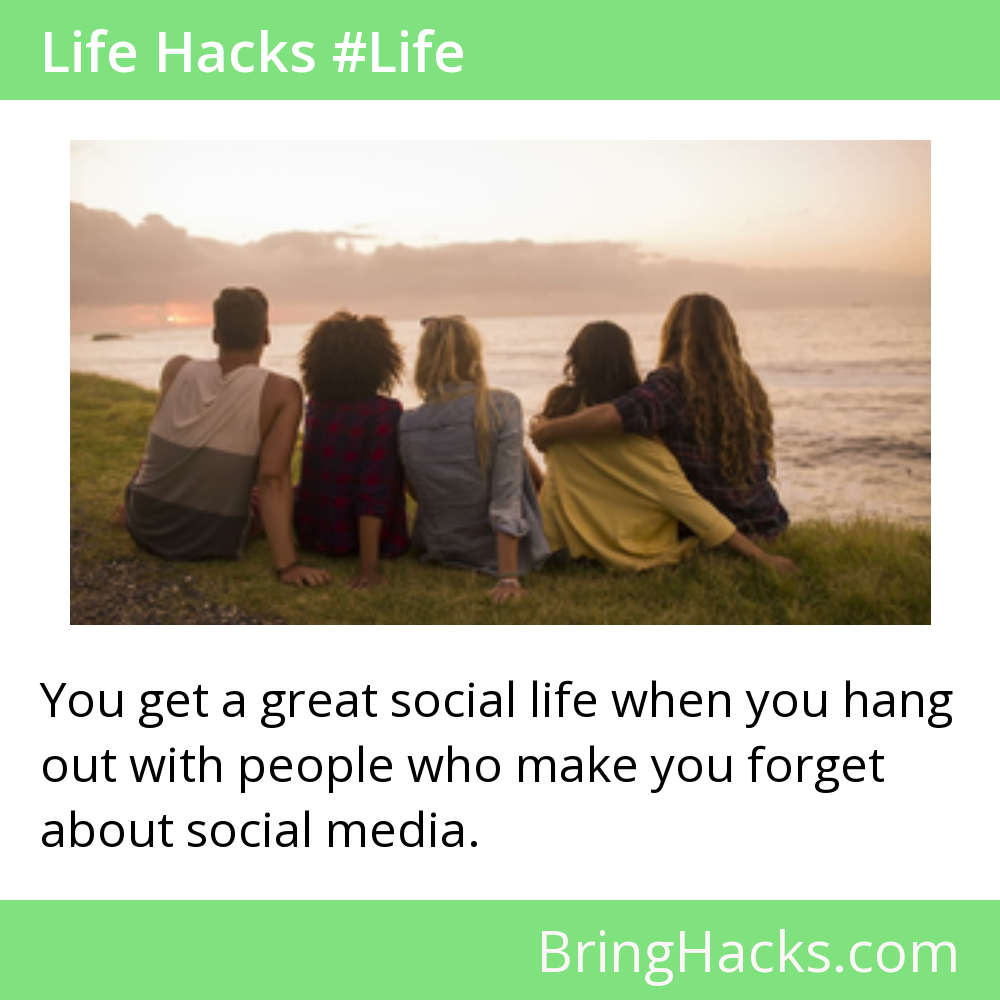 Life Hacks #Life
You get a great social life when you hang
out with people who make you forget
about social media.
BringHacks.com